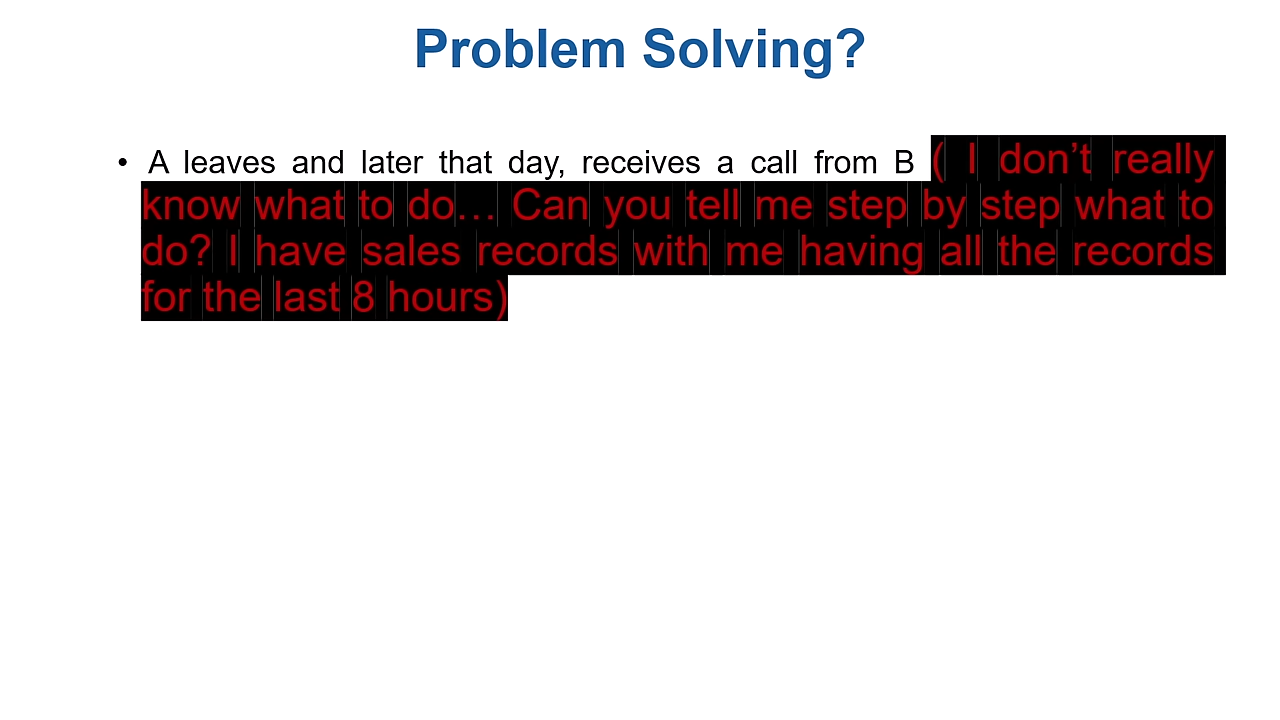 Problem Solving?
• A leaves and later that day, receives a call from B ( I don’t really
know what to do… Can you tell me step by step what to
do? I have sales records with me having all the records
for the last 8 hours)